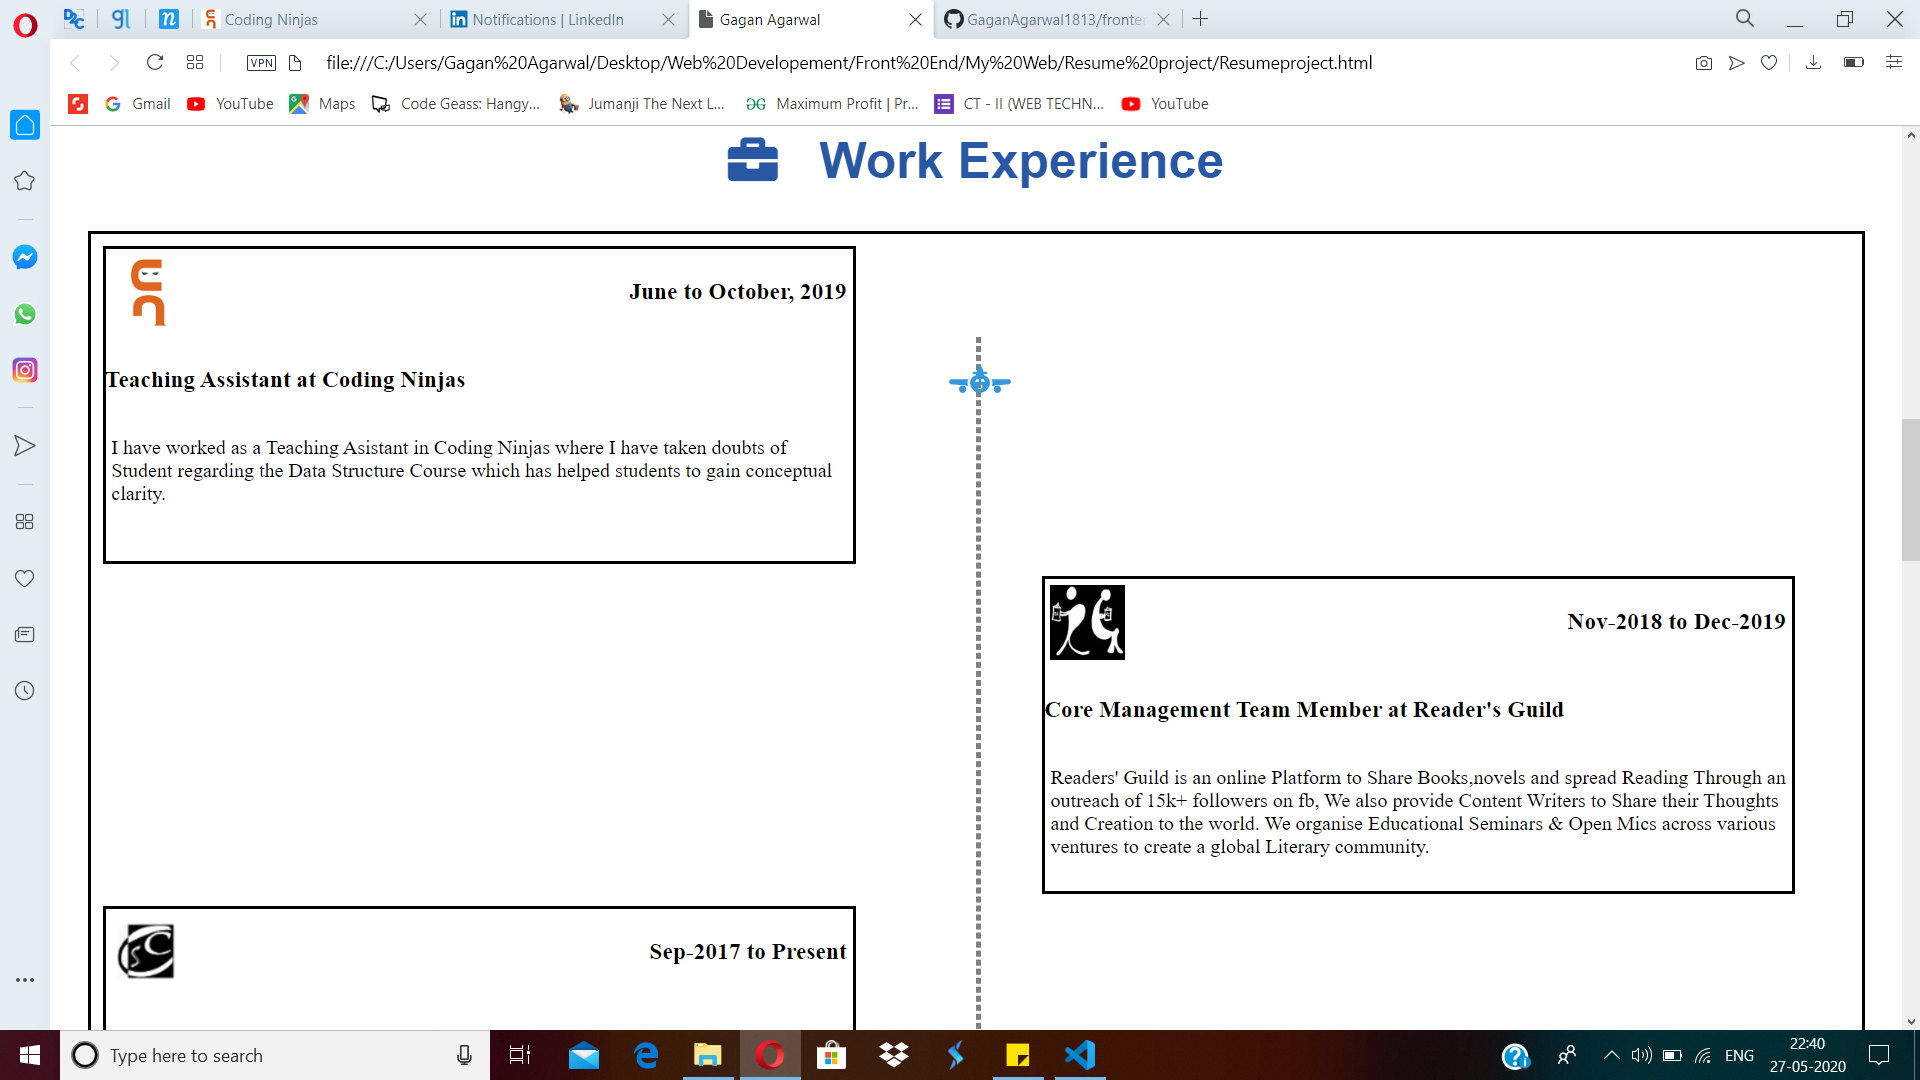 Coding Ninjas
Notifications | LinkedIn
Gagan Agarwal
GaganAgarwal1813/fronte
VPN
file:///C:/Users/Gagan%20Agarwal/Desktop/Web%20Developement/Front%20End/My%20Web/Resume%20project/Resumeproject.html
Gmail
YouTube
Maps
Code Geass: Hangy...
Jumanji The Next L...
Maximum Profit | Pr...
CT - II (WEB TECHN...
YouTube
Work Experience
June to October, 2019
Teaching Assistant at Coding Ninjas
I have worked as a Teaching Asistant in Coding Ninjas where I have taken doubts of
Student regarding the Data Structure Course which has helped students to gain conceptual
clarity.
Nov-2018 to Dec-2019
Core Management Team Member at Reader's Guild
Readers' Guild is an online Platform to Share Books,novels and spread Reading Through an
outreach of 15k+ followers on fb, We also provide Content Writers to Share their Thoughts
and Creation to the world. We organise Educational Seminars & Open Mics across various
ventures to create a global Literary community.
Sep-2017 to Present
Type here to search
ENG
22:40
27-05-2020